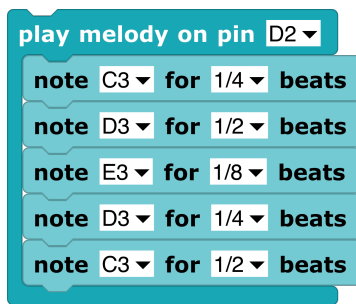 play melody on pin D2
note C3 for 1/4 beats
note D3 for 1/2 beats
note E3 for 1/8 beats
note D3 for 1/4 beats
note C3 for 1/2 beats